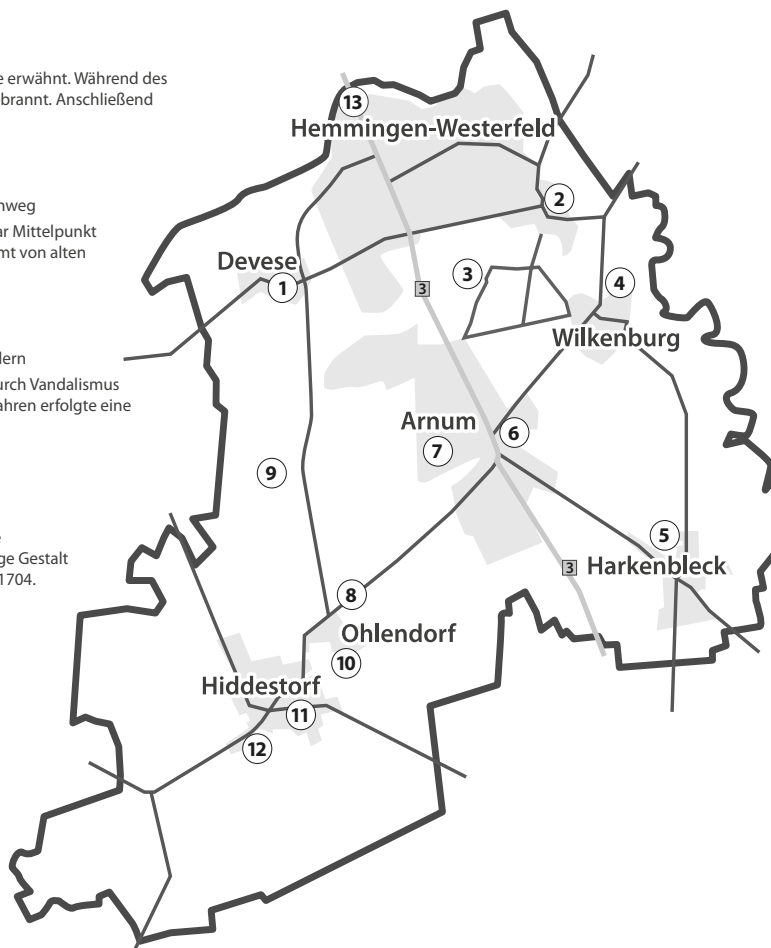 e erwähnt. Während des
ebrannt. Anschließend
nweg
ar Mittelpunkt
mt von alten
dern
urch Vandalismus
ahren erfolgte eine
e
ge Gestalt
1704.
13
Hemmingen-Westerfeld
2
Devese
1
3
3
4
Wilkenburg
Arnum
6
7
9
5
3
Harkenbleck
8
Ohlendorf
10
Hiddestorf
11
12